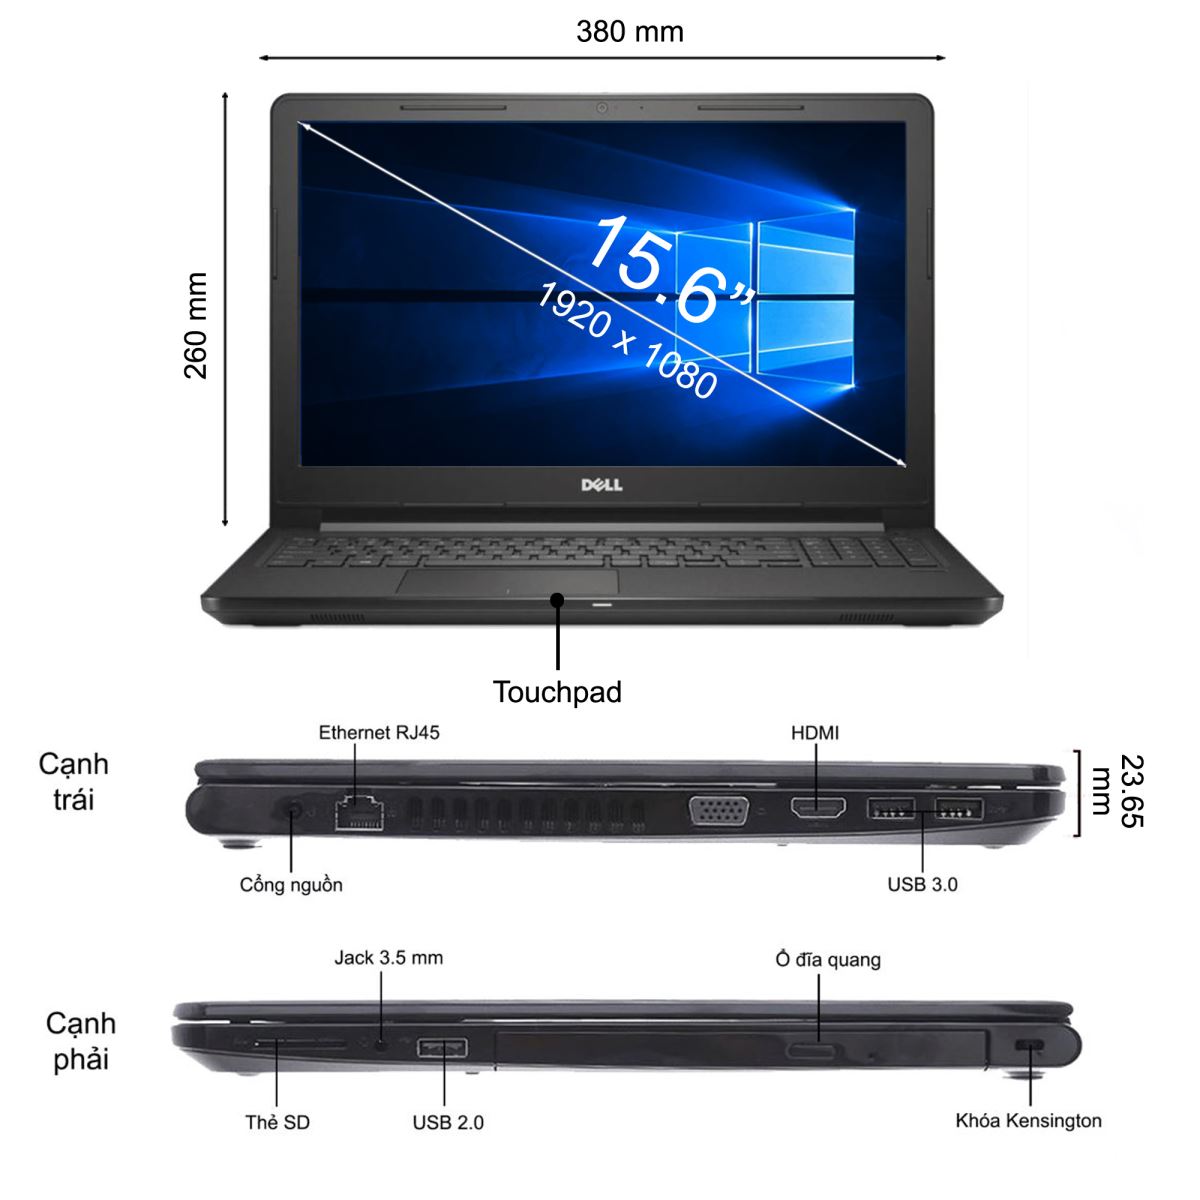 380 mm
260 mm
15.6”
1920 x 1080
DELL
Touchpad
Cạnh
trái
Ethernet RJ45
HDMI
23.65
mm
Cổng nguồn
USB 3.0
Cạnh
phải
Jack 3.5 mm
Ổ đĩa quang
Thẻ SD
USB 2.0
Khóa Kensington